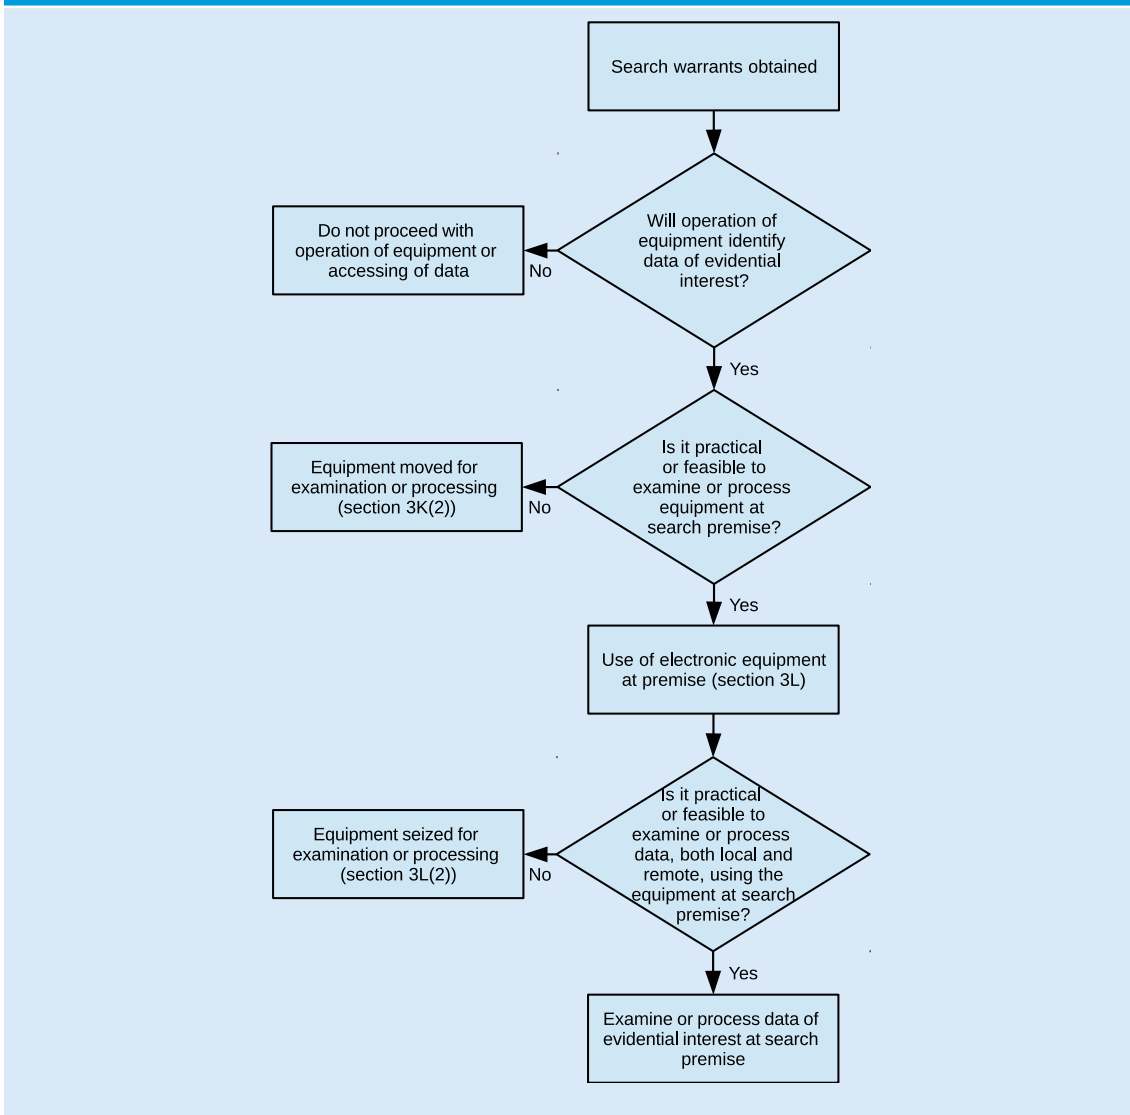 Search warrants obtained
Will operation of
equipment identify
data of evidential
interest?
Do not proceed with
operation of equipment or
accessing of data
No
Yes
Is it practical
or feasible to
examine or process
equipment at
search premise?
Equipment moved for
examination or processing
(section 3K(2))
No
Yes
Use of electronic equipment
at premise (section 3L)
Is it practical
or feasible to
examine or process
data, both local and
remote, using the
equipment at search
premise?
Equipment seized for
examination or processing
(section 3L(2))
No
Yes
Examine or process data of
evidential interest at search
premise